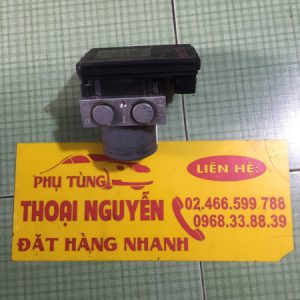 PHỤ TÙNG
THOẠI NGUYỄN
ĐẶT HÀNG NHANH
LIÊN HỆ:
02.466.599.788
0968.33.88.39